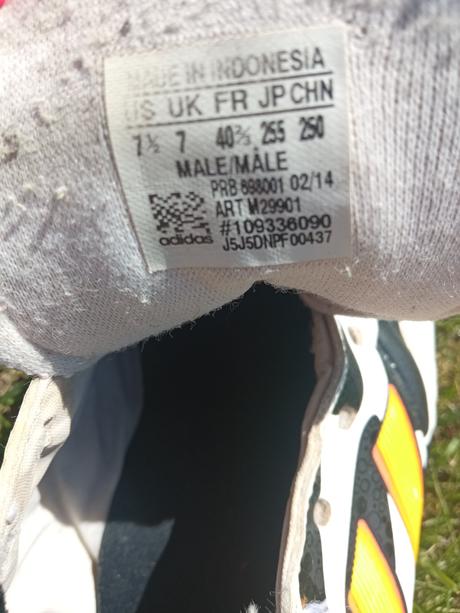 MADE IN INDONESIA
US UK FR JP CHN
7½ 7 40⅔ 255 250
MALE/MÂLE
PRB 698001 02/14
ART M29901
#109336090
adidas J5J5DNPF00437